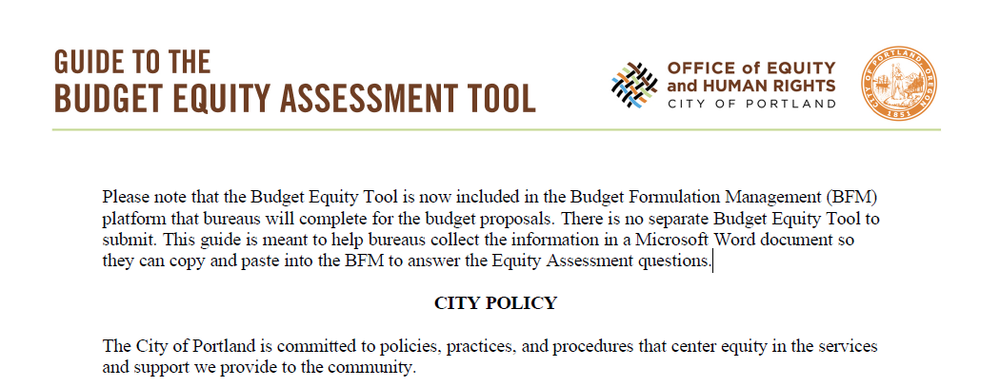 GUIDE TO THE
BUDGET EQUITY ASSESSMENT TOOL
OFFICE of EQUITY
and HUMAN RIGHTS
CITY OF PORTLAND
CITY OF PORTLAND, OREGON
1851
Please note that the Budget Equity Tool is now included in the Budget Formulation Management (BFM)
platform that bureaus will complete for the budget proposals. There is no separate Budget Equity Tool to
submit. This guide is meant to help bureaus collect the information in a Microsoft Word document so
they can copy and paste into the BFM to answer the Equity Assessment questions.
CITY POLICY
The City of Portland is committed to policies, practices, and procedures that center equity in the services
and support we provide to the community.